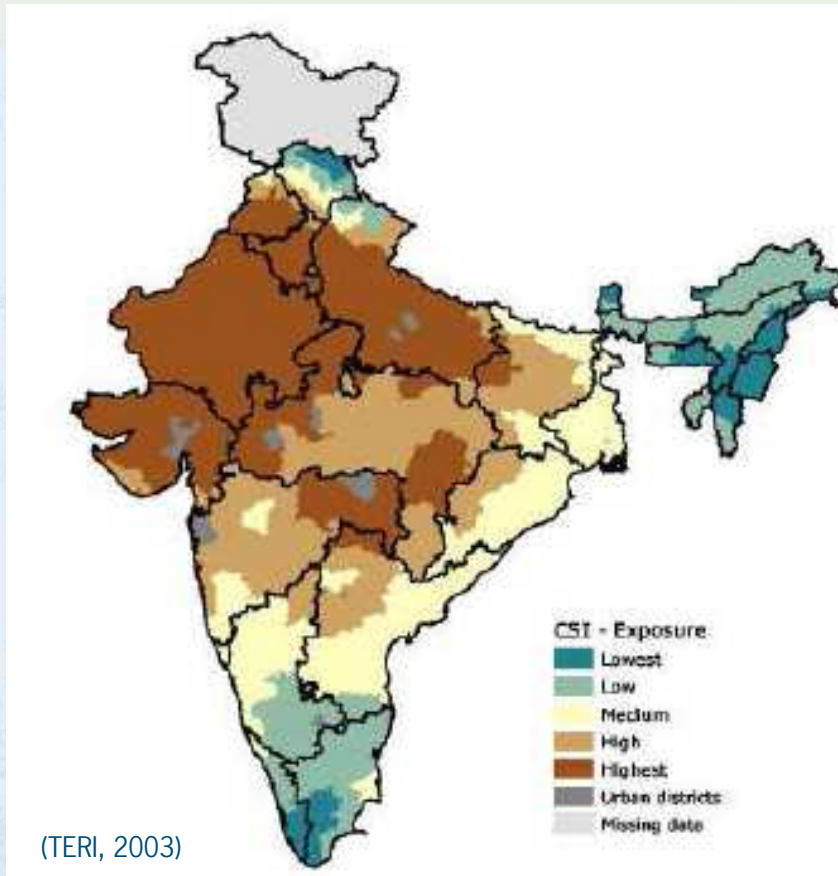 CSI - Exposure
Lowest
Low
Medium
High
Highest
Urban districts
Missing data
(TERI, 2003)